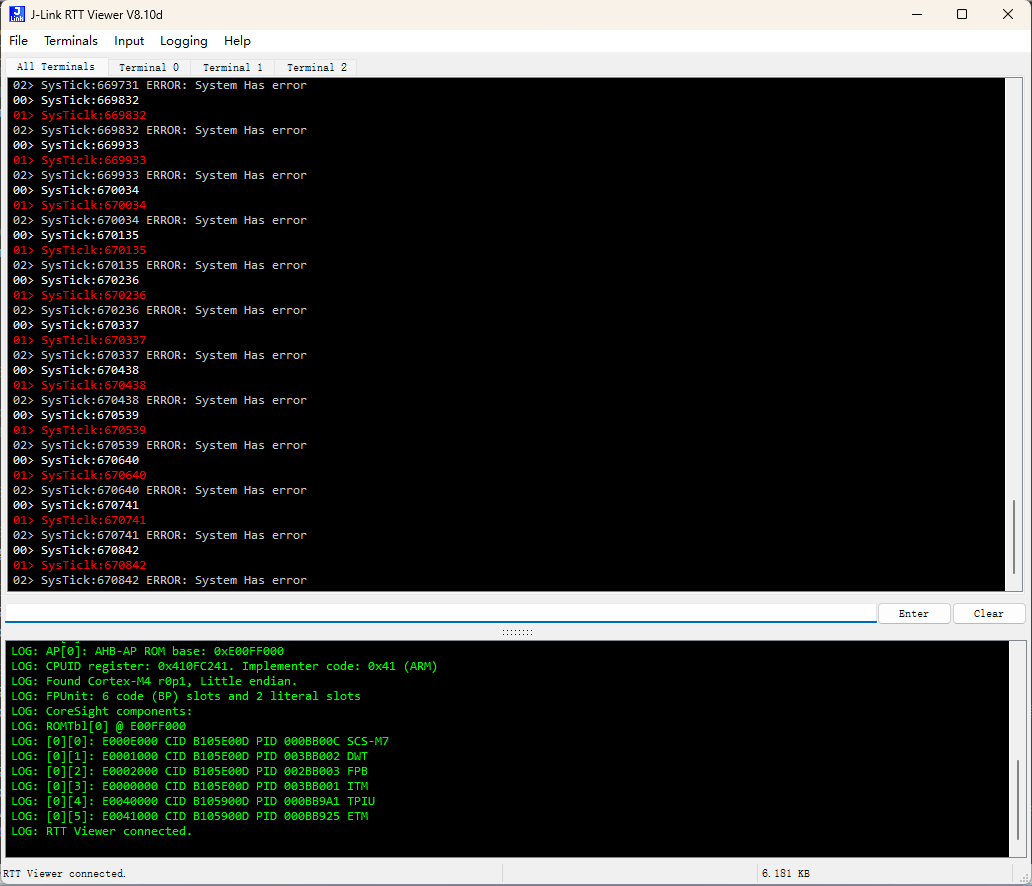 J-Link RTT Viewer V8.10d
File Terminals Input Logging Help
All Terminals Terminal 0 Terminal 1 Terminal 2
02> SysTick:669731 ERROR: System Has error
00> SysTick:669832
01> SysTiclk:669832
02> SysTick:669832 ERROR: System Has error
00> SysTick:669933
01> SysTiclk:669933
02> SysTick:669933 ERROR: System Has error
00> SysTick:670034
01> SysTiclk:670034
02> SysTick:670034 ERROR: System Has error
00> SysTick:670135
01> SysTiclk:670135
02> SysTick:670135 ERROR: System Has error
00> SysTick:670236
01> SysTiclk:670236
02> SysTick:670236 ERROR: System Has error
00> SysTick:670337
01> SysTiclk:670337
02> SysTick:670337 ERROR: System Has error
00> SysTick:670438
01> SysTiclk:670438
02> SysTick:670438 ERROR: System Has error
00> SysTick:670539
01> SysTiclk:670539
02> SysTick:670539 ERROR: System Has error
00> SysTick:670640
01> SysTiclk:670640
02> SysTick:670640 ERROR: System Has error
00> SysTick:670741
01> SysTiclk:670741
02> SysTick:670741 ERROR: System Has error
00> SysTick:670842
01> SysTiclk:670842
02> SysTick:670842 ERROR: System Has error
Enter Clear
LOG: AP[0]: AHB-AP ROM base: 0xE00FF000
LOG: CPUID register: 0x410FC241. Implementer code: 0x41 (ARM)
LOG: Found Cortex-M4 r0p1, Little endian.
LOG: FPUnit: 6 code (BP) slots and 2 literal slots
LOG: CoreSight components:
LOG: ROMTbl[0] @ E00FF000
LOG: [0][0]: E000E000 CID B105E00D PID 000BB00C SCS-M7
LOG: [0][1]: E0001000 CID B105E00D PID 003BB002 DWT
LOG: [0][2]: E0002000 CID B105E00D PID 002BB003 FPB
LOG: [0][3]: E0000000 CID B105E00D PID 003BB001 ITM
LOG: [0][4]: E0040000 CID B105900D PID 000BB9A1 TPIU
LOG: [0][5]: E0041000 CID B105900D PID 000BB925 ETM
LOG: RTT Viewer connected.
RTT Viewer connected. 6.181 KB